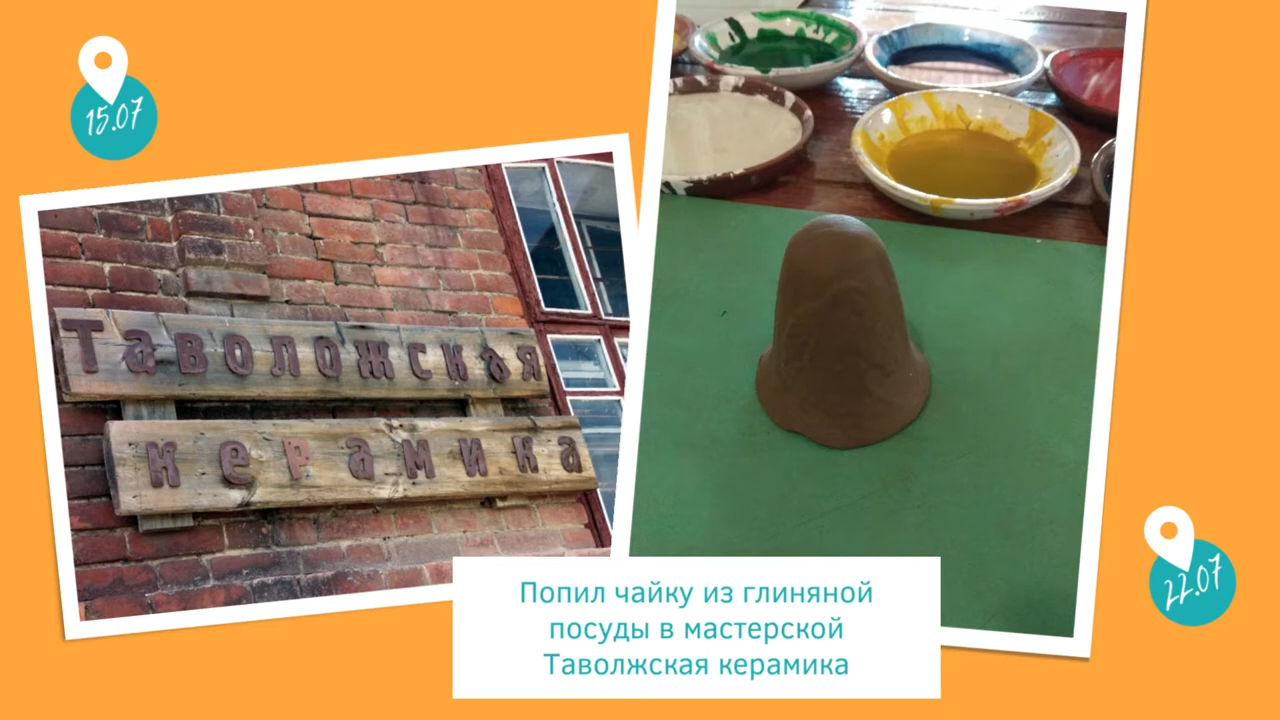 15.07
Таволожская
керамика
Попил чайку из глиняной
посуды в мастерской
Таволжская керамика
22.07